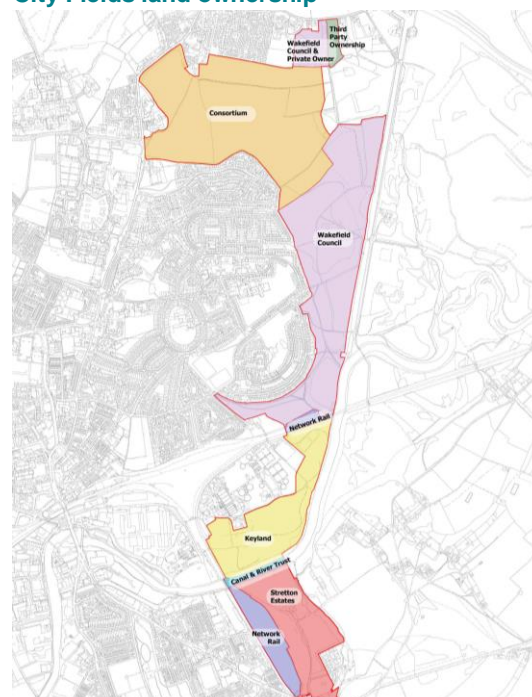 City Fields land ownership
Third
Party
Ownership
Wakefield
Council &
Private Owner
Consortium
Wakefield
Council
Network Rail
Keyland
Canal & River Trust
Stretton
Estates
Network
Rail